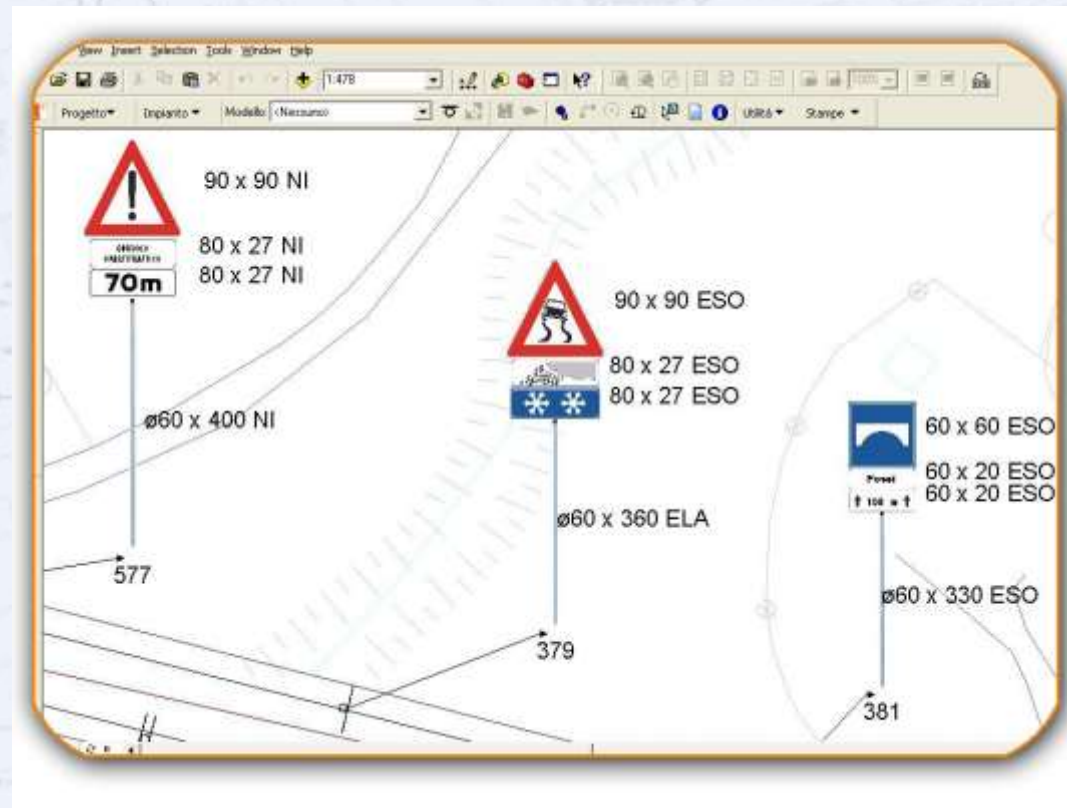 View Insert Selection Tools Window Help
1:478
Progetto Impianto Modello <Nessuno> Utilità Stampe
90 x 90 NI
80 x 27 NI
80 x 27 NI
70m
ø60 x 400 NI
577
90 x 90 ESO
80 x 27 ESO
80 x 27 ESO
ø60 x 360 ELA
379
60 x 60 ESO
60 x 20 ESO
60 x 20 ESO
ø60 x 330 ESO
381